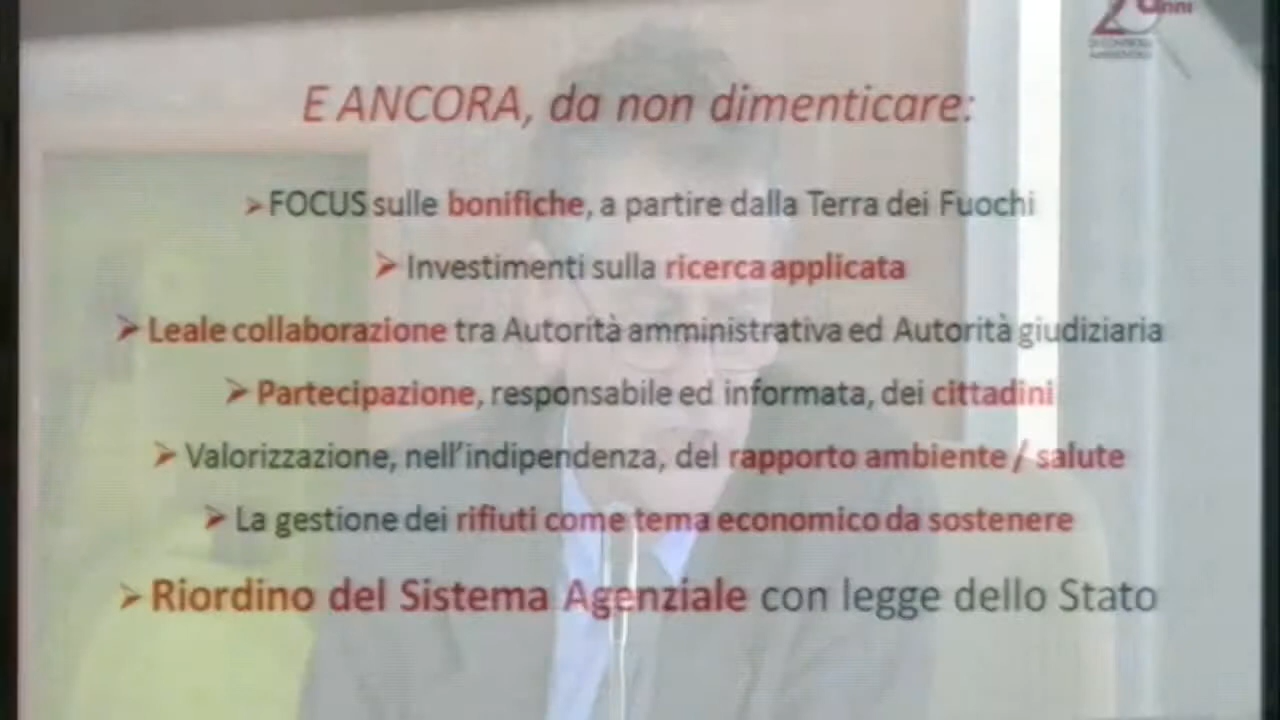 20 anni
E ANCORA, da non dimenticare:
➢FOCUS sulle bonifiche, a partire dalla Terra dei Fuochi
➢Investimenti sulla ricerca applicata
➢Leale collaborazione tra Autorità amministrativa ed Autorità giudiziaria
➢Partecipazione, responsabile ed informata, dei cittadini
➢Valorizzazione, nell'indipendenza, del rapporto ambiente / salute
➢La gestione dei rifiuti come tema economico da sostenere
➢Riordino del Sistema Agenziale con legge dello Stato